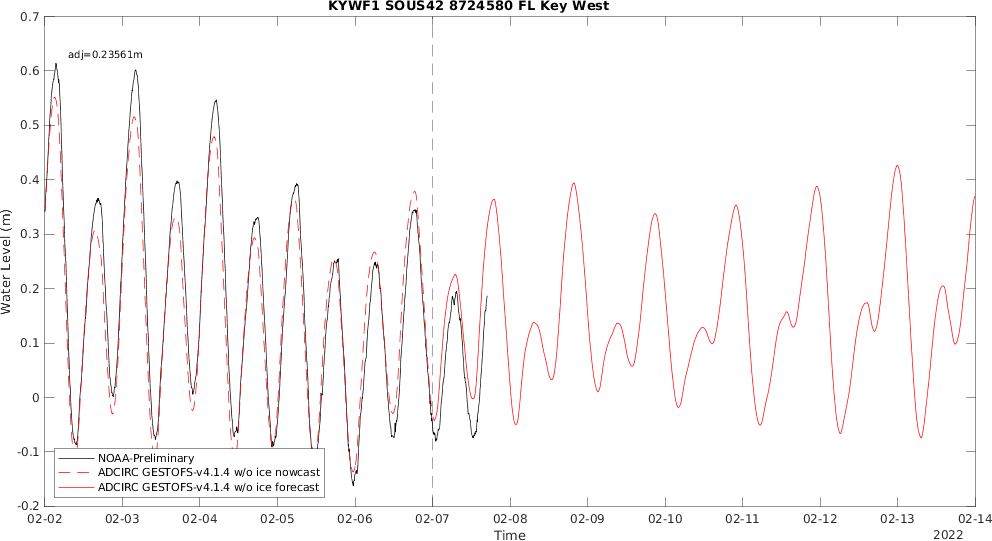 KYWF1 SOUS42 8724580 FL Key West
adj=0.23561m
0.7
0.6
0.5
0.4
0.3
0.2
0.1
0
-0.1
-0.2
Water Level (m)
NOAA-Preliminary
ADCIRC GESTOFS-v4.1.4 w/o ice nowcast
ADCIRC GESTOFS-v4.1.4 w/o ice forecast
02-02 02-03 02-04 02-05 02-06 02-07 02-08 02-09 02-10 02-11 02-12 02-13 02-14
Time
2022